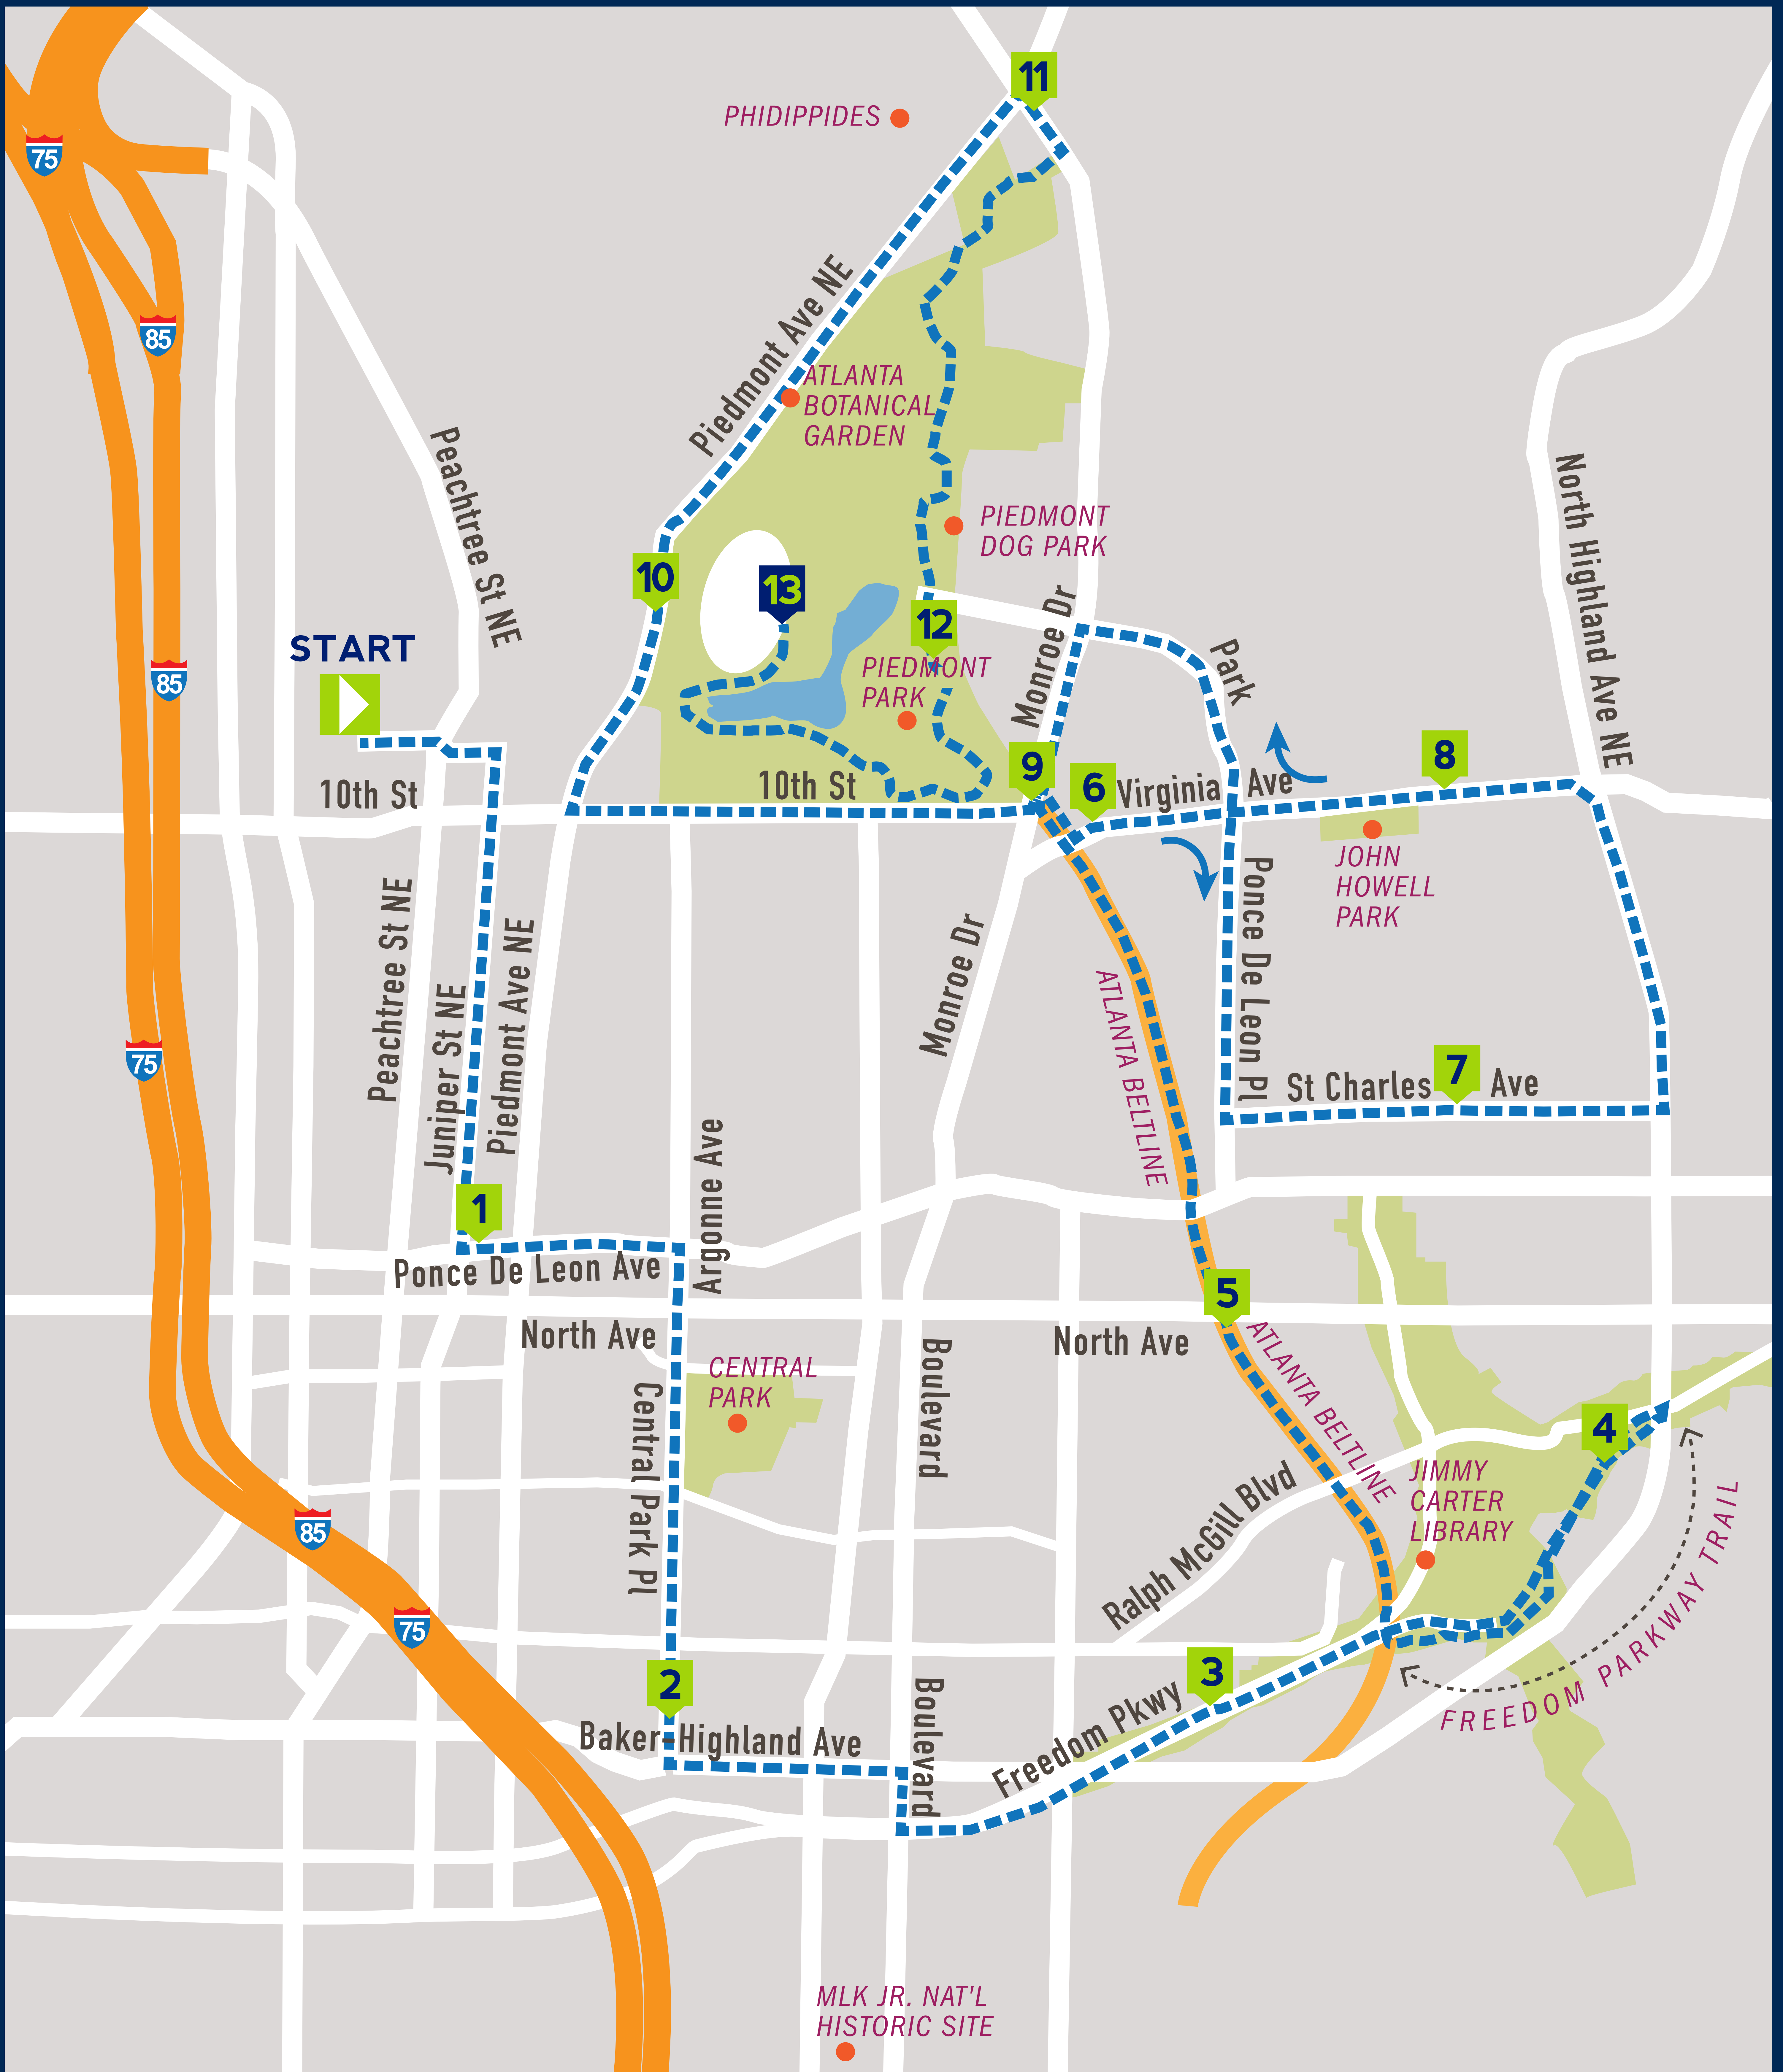 11
PHIDIPPIDES
75
Piedmont Ave NE
85
ATLANTA
BOTANICAL
GARDEN
Peachtree St NE
PIEDMONT
DOG PARK
North Highland Ave NE
10
13
12
Monroe Dr
Park
START
85
PIEDMONT
PARK
9
6
8
10th St
10th St
Virginia Ave
JOHN
HOWELL
PARK
Peachtree St NE
Juniper St NE
Piedmont Ave NE
Monroe Dr
ATLANTA BELTLINE
Ponce De Leon Pl
75
St Charles Ave
7
Argonne Ave
1
Ponce De Leon Ave
5
North Ave
North Ave
ATLANTA BELTLINE
CENTRAL
PARK
Central Park Pl
Boulevard
4
JIMMY
CARTER
LIBRARY
Ralph McGill Blvd
85
75
FREEDOM PARKWAY TRAIL
2
3
Baker-Highland Ave
Boulevard
Freedom Pkwy
MLK JR. NAT'L
HISTORIC SITE